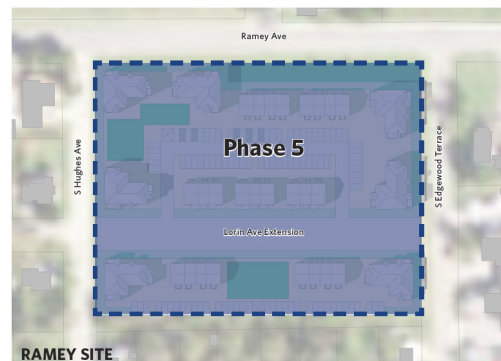 Ramey Ave
S Hughes Ave
Phase 5
S Edgewood Terrace
Lorin Ave Extension
RAMEY SITE